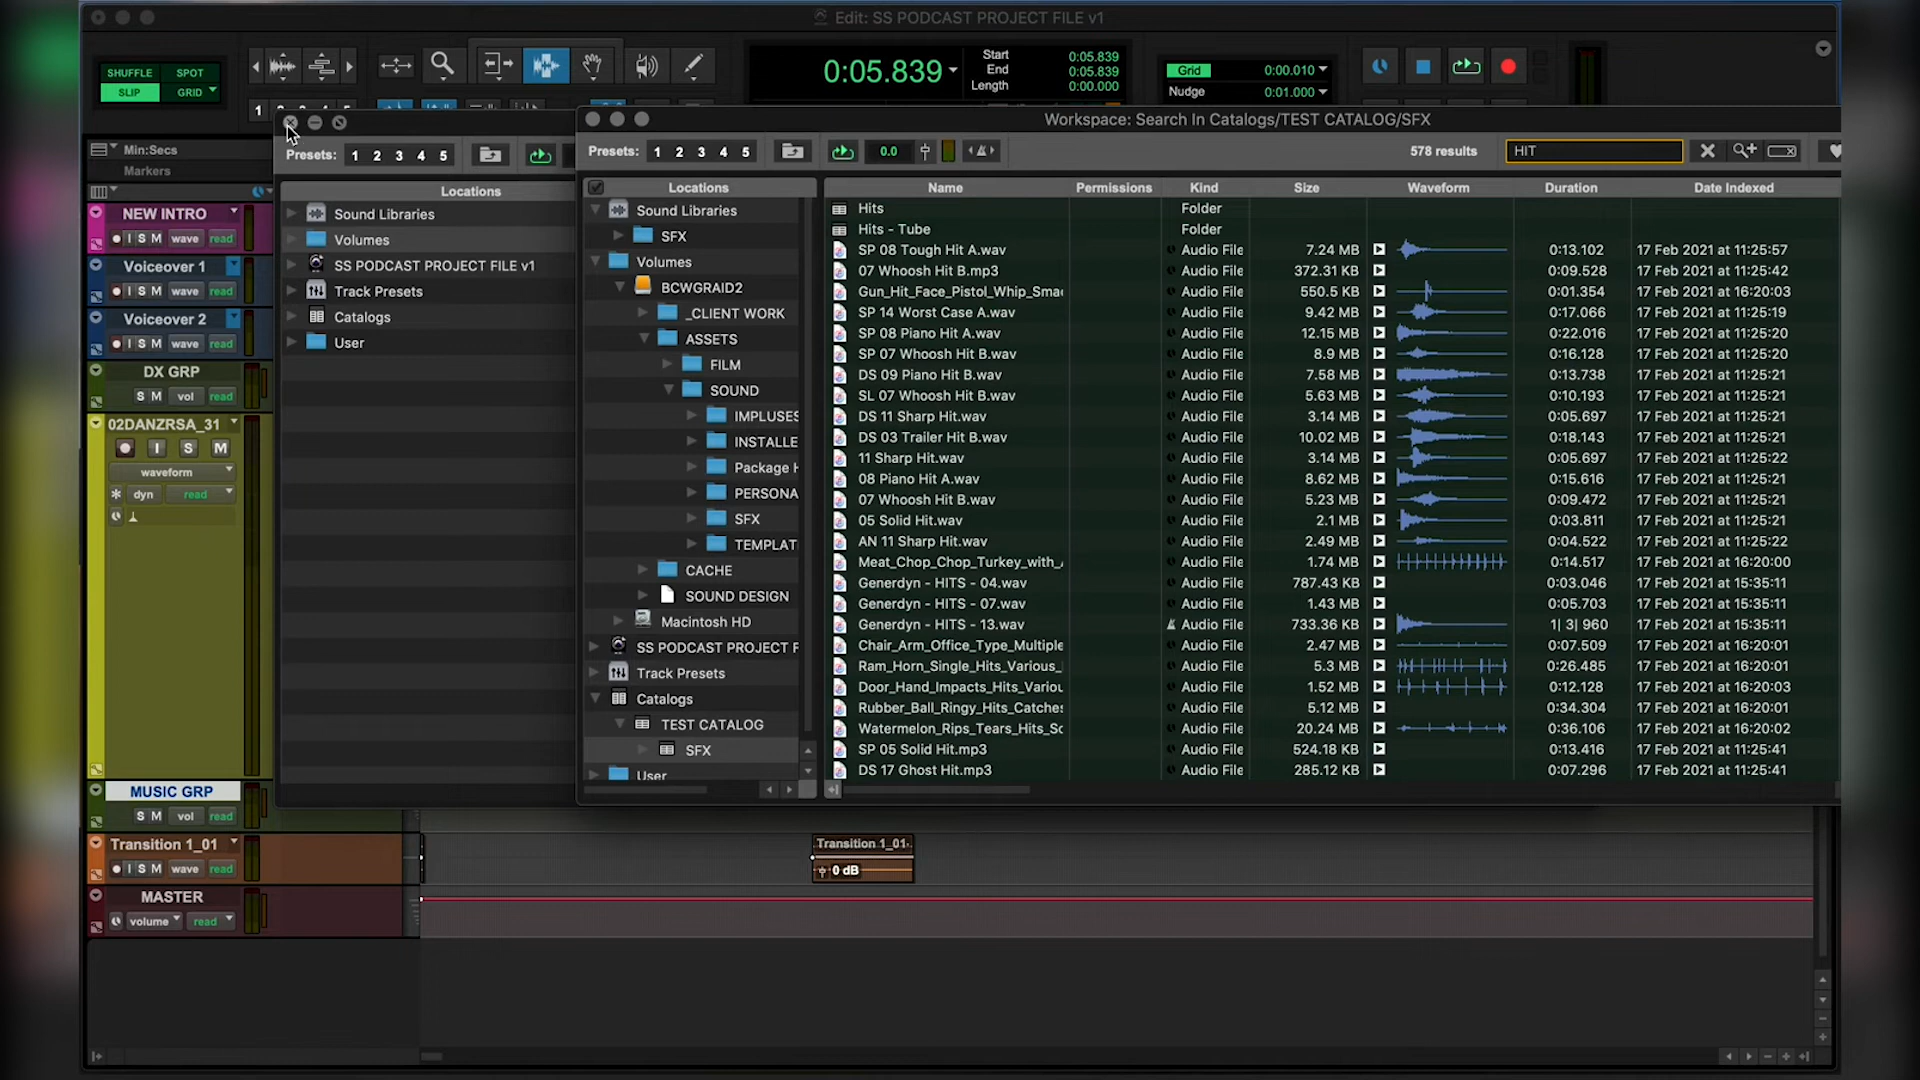 Edit: SS PODCAST PROJECT FILE v1
SHUFFLE SPOT
SLIP GRID
0:05.839
Start 0:05.839
End 0:05.839
Length 0:00.000
Grid 0:00.010
Nudge 0:01.000
1 2 3 4 5
Workspace: Search In Catalogs/TEST CATALOG/SFX
Presets: 1 2 3 4 5
Presets: 1 2 3 4 5
0.0
578 results
HIT
Min:Secs
Markers
NEW INTRO
I S M wave read
Voiceover 1
I S M wave read
Voiceover 2
I S M wave read
DX GRP
S M vol read
02DANZRSA_31
I S M
waveform
dyn read
MUSIC GRP
S M vol read
Transition 1_01
I S M wave read
MASTER
volume read
Transition 1_01
0 dB
Locations
Sound Libraries
Volumes
SS PODCAST PROJECT FILE v1
Track Presets
Catalogs
User
Locations
Sound Libraries
SFX
Volumes
BCWGRAID2
_CLIENT WORK
ASSETS
FILM
SOUND
IMPLUSES
INSTALLE
Package H
PERSONA
SFX
TEMPLAT
CACHE
SOUND DESIGN
Macintosh HD
SS PODCAST PROJECT F
Track Presets
Catalogs
TEST CATALOG
SFX
User
Name Permissions Kind Size Waveform Duration Date Indexed
Hits Folder
Hits - Tube Folder
SP 08 Tough Hit A.wav Audio File 7.24 MB 0:13.102 17 Feb 2021 at 11:25:57
07 Whoosh Hit B.mp3 Audio File 372.31 KB 0:09.528 17 Feb 2021 at 11:25:42
Gun_Hit_Face_Pistol_Whip_Sma Audio File 550.5 KB 0:01.354 17 Feb 2021 at 16:20:03
SP 14 Worst Case A.wav Audio File 9.42 MB 0:17.066 17 Feb 2021 at 11:25:19
SP 08 Piano Hit A.wav Audio File 12.15 MB 0:22.016 17 Feb 2021 at 11:25:20
SP 07 Whoosh Hit B.wav Audio File 8.9 MB 0:16.128 17 Feb 2021 at 11:25:20
DS 09 Piano Hit B.wav Audio File 7.58 MB 0:13.738 17 Feb 2021 at 11:25:21
SL 07 Whoosh Hit B.wav Audio File 5.63 MB 0:10.193 17 Feb 2021 at 11:25:21
DS 11 Sharp Hit.wav Audio File 3.14 MB 0:05.697 17 Feb 2021 at 11:25:21
DS 03 Trailer Hit B.wav Audio File 10.02 MB 0:18.143 17 Feb 2021 at 11:25:21
11 Sharp Hit.wav Audio File 3.14 MB 0:05.697 17 Feb 2021 at 11:25:22
08 Piano Hit A.wav Audio File 8.62 MB 0:15.616 17 Feb 2021 at 11:25:21
07 Whoosh Hit B.wav Audio File 5.23 MB 0:09.472 17 Feb 2021 at 11:25:21
05 Solid Hit.wav Audio File 2.1 MB 0:03.811 17 Feb 2021 at 11:25:21
AN 11 Sharp Hit.wav Audio File 2.49 MB 0:04.522 17 Feb 2021 at 11:25:22
Meat_Chop_Chop_Turkey_with_ Audio File 1.74 MB 0:14.517 17 Feb 2021 at 16:20:00
Generdyn - HITS - 04.wav Audio File 787.43 KB 0:03.046 17 Feb 2021 at 15:35:11
Generdyn - HITS - 07.wav Audio File 1.43 MB 0:05.703 17 Feb 2021 at 15:35:11
Generdyn - HITS - 13.wav Audio File 733.36 KB 1| 3| 960 17 Feb 2021 at 15:35:11
Chair_Arm_Office_Type_Multiple Audio File 2.47 MB 0:07.509 17 Feb 2021 at 16:20:01
Ram_Horn_Single_Hits_Various_ Audio File 5.3 MB 0:26.485 17 Feb 2021 at 16:20:01
Door_Hand_Impacts_Hits_Variou Audio File 1.52 MB 0:12.128 17 Feb 2021 at 16:20:03
Rubber_Ball_Ringy_Hits_Catches Audio File 5.12 MB 0:34.304 17 Feb 2021 at 16:20:01
Watermelon_Rips_Tears_Hits_Sc Audio File 20.24 MB 0:36.106 17 Feb 2021 at 16:20:02
SP 05 Solid Hit.mp3 Audio File 524.18 KB 0:13.416 17 Feb 2021 at 11:25:41
DS 17 Ghost Hit.mp3 Audio File 285.12 KB 0:07.296 17 Feb 2021 at 11:25:41